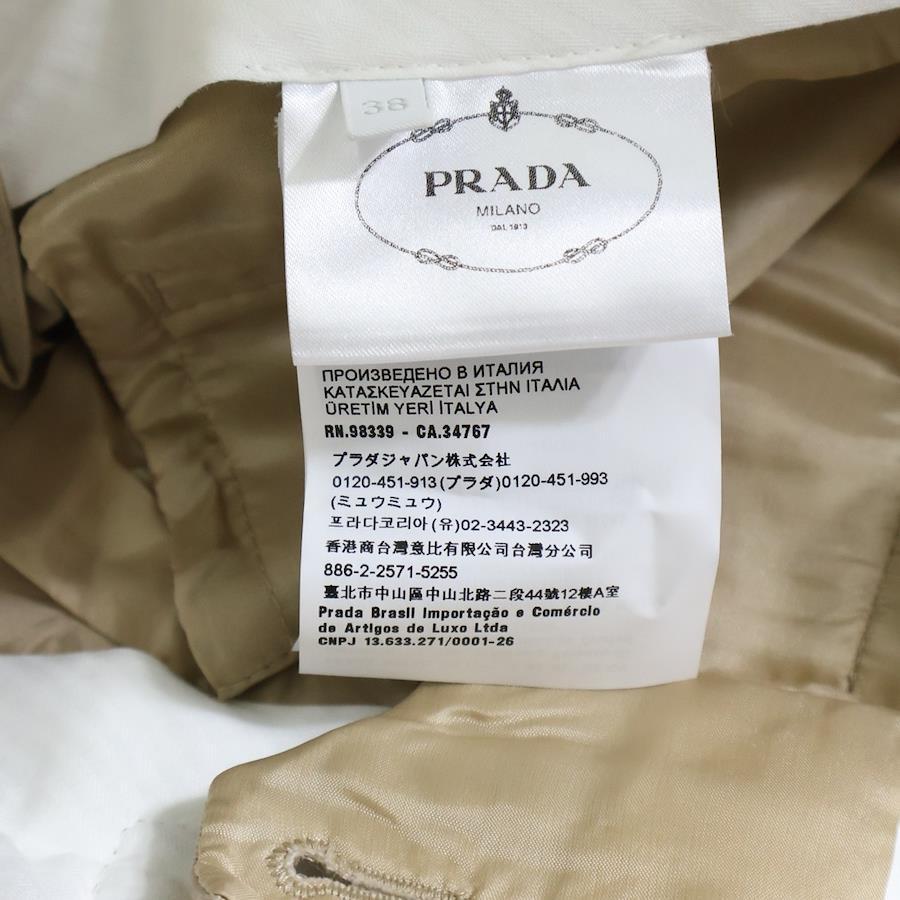 38
PRADA
MILANO
DAL 1913
ПРОИЗВЕДЕНО В ИТАЛИЯ
ΚΑΤΑΣΚΕΥΑΖΕΤΑΙ ΣΤΗΝ ΙΤΑΛΙΑ
ÜRETİM YERİ İTALYA
RN.98339 - CA.34767
プラダジャパン株式会社
0120-451-913(プラダ)0120-451-993
(ミュウミュウ)
프라다코리아(유)02-3443-2323
香港商台灣意比有限公司台灣分公司
886-2-2571-5255
臺北市中山區中山北路二段44號12樓A室
Prada Brasil Importação e Comércio
de Artigos de Luxo Ltda
CNPJ 13.633.271/0001-26